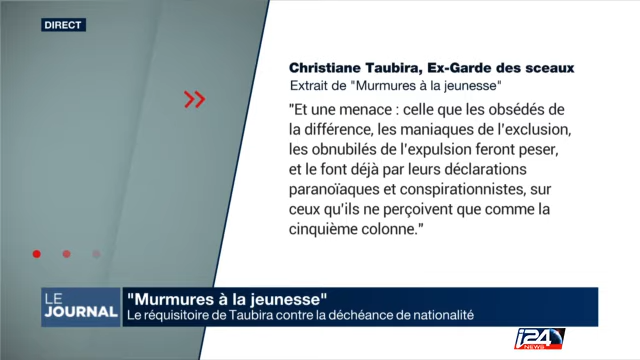 DIRECT
Christiane Taubira, Ex-Garde des sceaux
Extrait de "Murmures à la jeunesse"
"Et une menace : celle que les obsédés de
la différence, les maniaques de l'exclusion,
les obnubilés de l'expulsion feront peser,
et le font déjà par leurs déclarations
paranoïaques et conspirationnistes, sur
ceux qu'ils ne perçoivent que comme la
cinquième colonne."
LE
JOURNAL
"Murmures à la jeunesse"
Le réquisitoire de Taubira contre la déchéance de nationalité
i24
NEWS